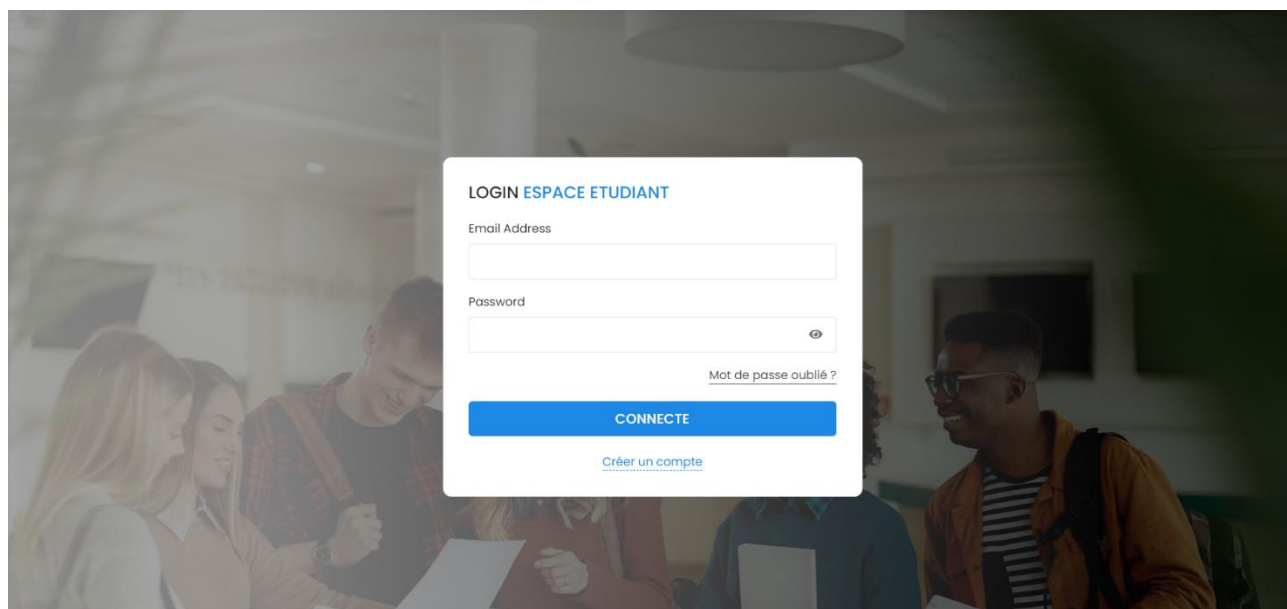 LOGIN ESPACE ETUDIANT
Email Address
Password
Mot de passe oublié ?
CONNECTE
Créer un compte